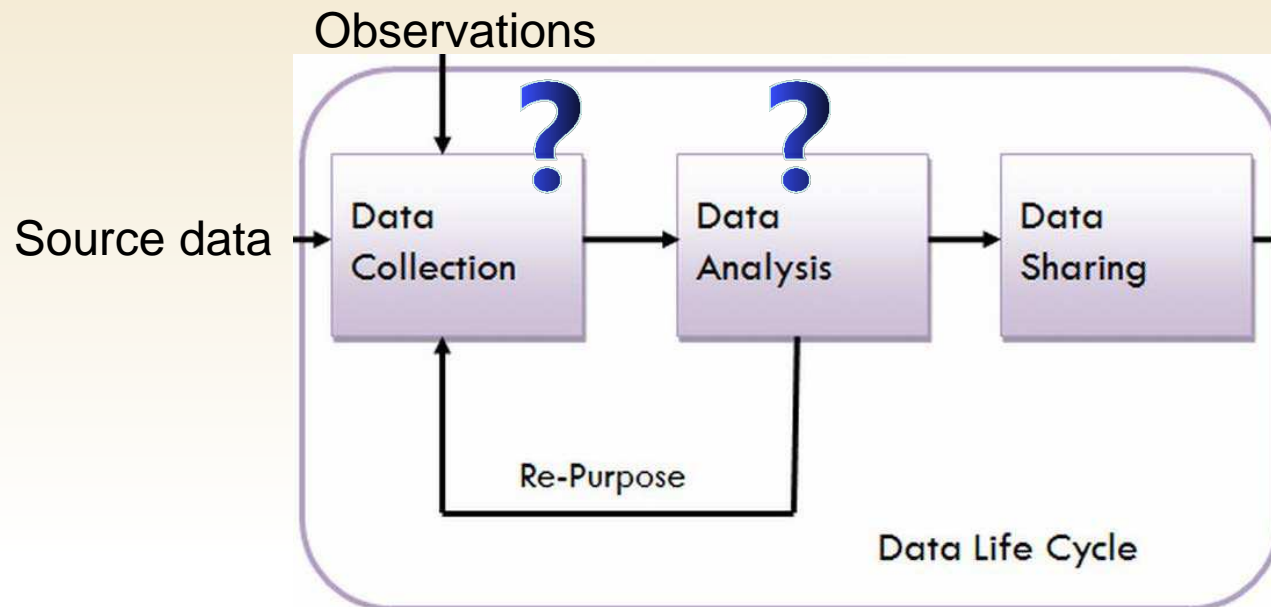 Observations
?
?
Source data
Data
Collection
Data
Analysis
Data
Sharing
Re-Purpose
Data Life Cycle